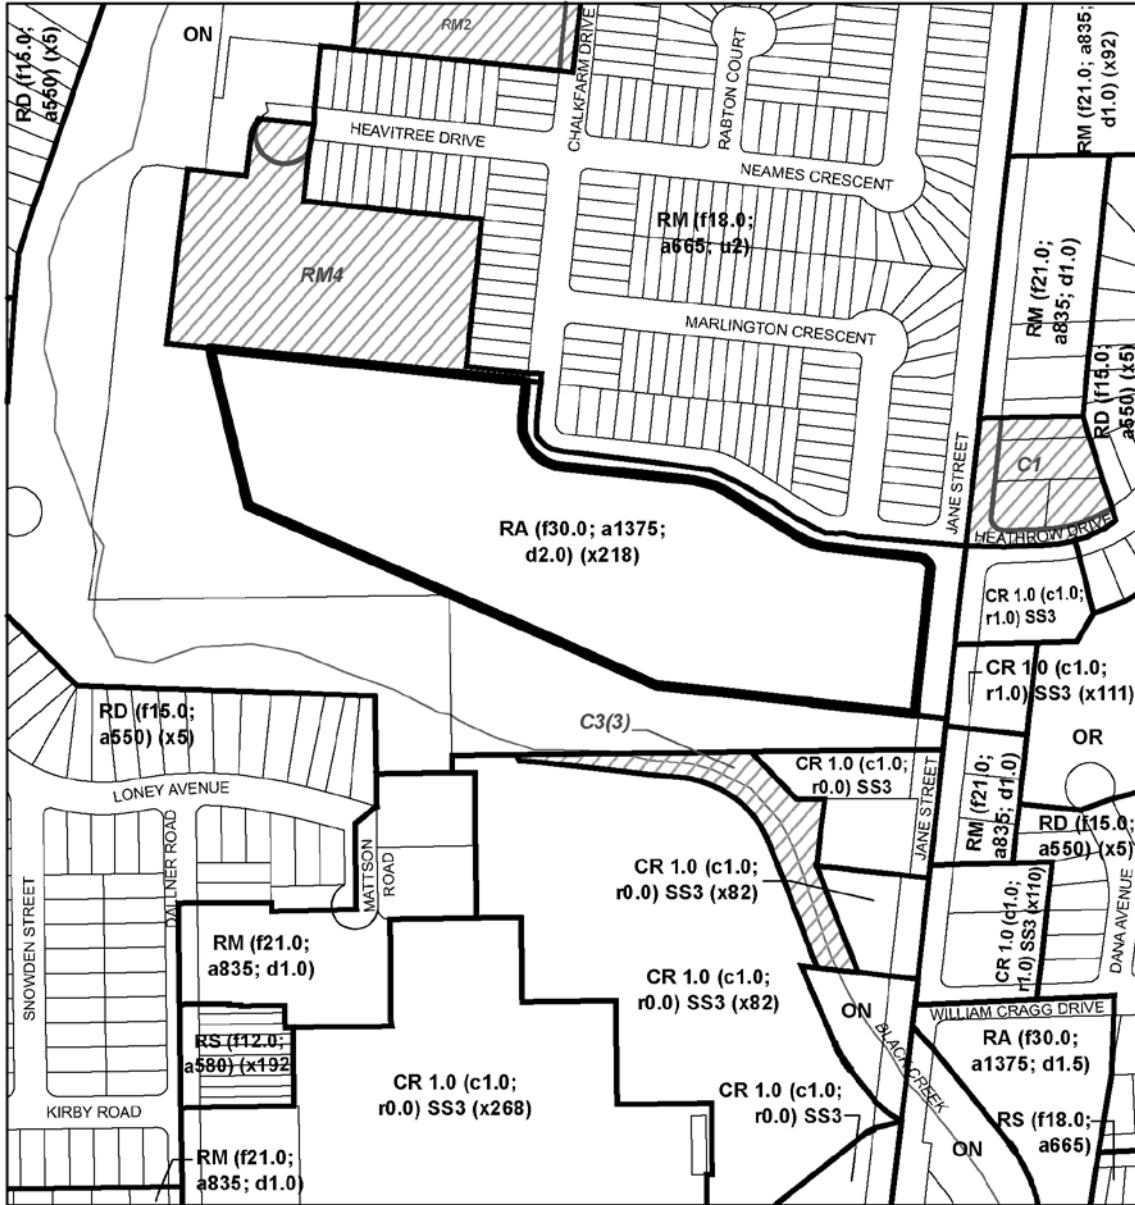 RD (f15.0;
a550) (x5)
ON
RM2
CHALKFARM DRIVE
RABTON COURT
RM (f21.0; a835;
d1.0) (x92)
HEAVITREE DRIVE
NEAMES CRESCENT
RM (f18.0;
a665; u2)
RM4
MARLINGTON CRESCENT
RM (f21.0;
a835; d1.0)
RD (f15.0;
a550) (x5)
C1
JANE STREET
HEATHROW DRIVE
RA (f30.0; a1375;
d2.0) (x218)
CR 1.0 (c1.0;
r1.0) SS3
CR 1.0 (c1.0;
r1.0) SS3 (x111)
RD (f15.0;
a550) (x5)
C3(3)
OR
CR 1.0 (c1.0;
r0.0) SS3
JANE STREET
RM (f21.0;
a835; d1.0)
LONEY AVENUE
RD (f15.0;
a550) (x5)
DALLNER ROAD
MATTSON
ROAD
CR 1.0 (c1.0;
r0.0) SS3 (x82)
SNOWDEN STREET
CR 1.0 (c1.0;
r1.0) SS3 (x110)
DANA AVENUE
RM (f21.0;
a835; d1.0)
CR 1.0 (c1.0;
r0.0) SS3 (x82)
ON
BLACK CREEK
WILLIAM CRAGG DRIVE
RS (f12.0;
a580) (x192
RA (f30.0;
a1375; d1.5)
CR 1.0 (c1.0;
r0.0) SS3 (x268)
CR 1.0 (c1.0;
r0.0) SS3
KIRBY ROAD
RS (f18.0;
a665)
ON
RM (f21.0;
a835; d1.0)